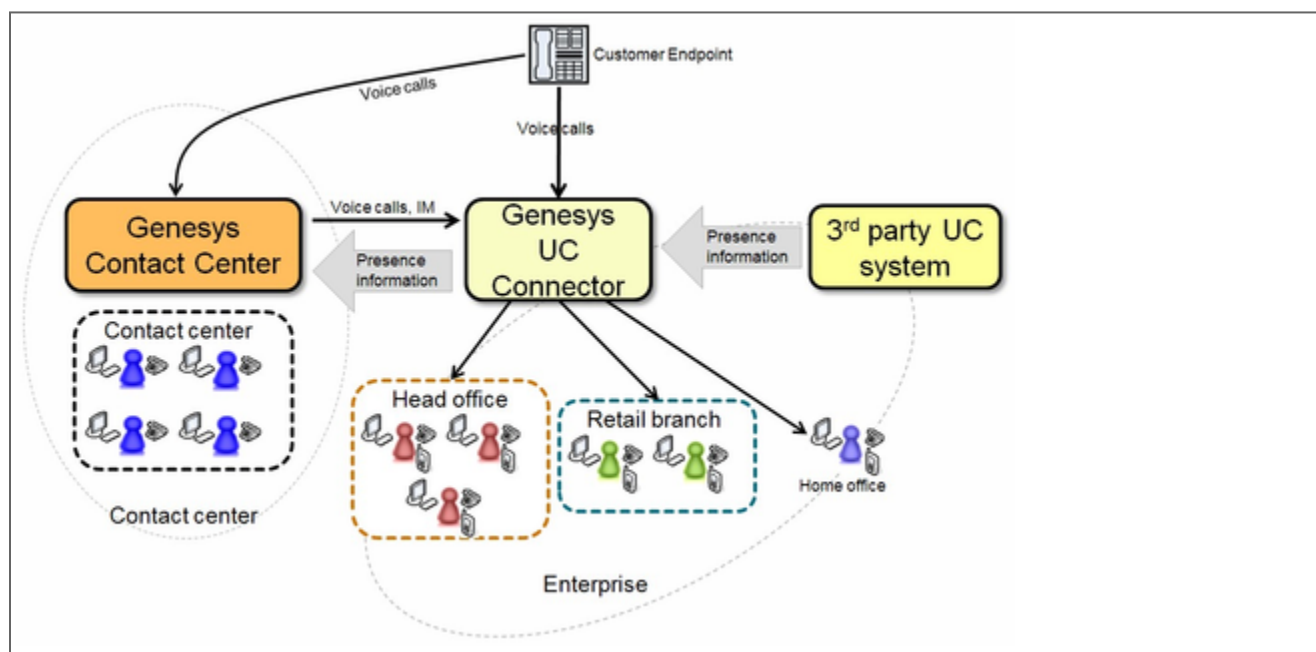 Customer Endpoint
Voice calls
Voice calls
Genesys
Contact Center
Voice calls, IM
Presence
information
Genesys
UC
Connector
Presence
information
3rd party UC
system
Contact center
Head office
Retail branch
Home office
Contact center
Enterprise